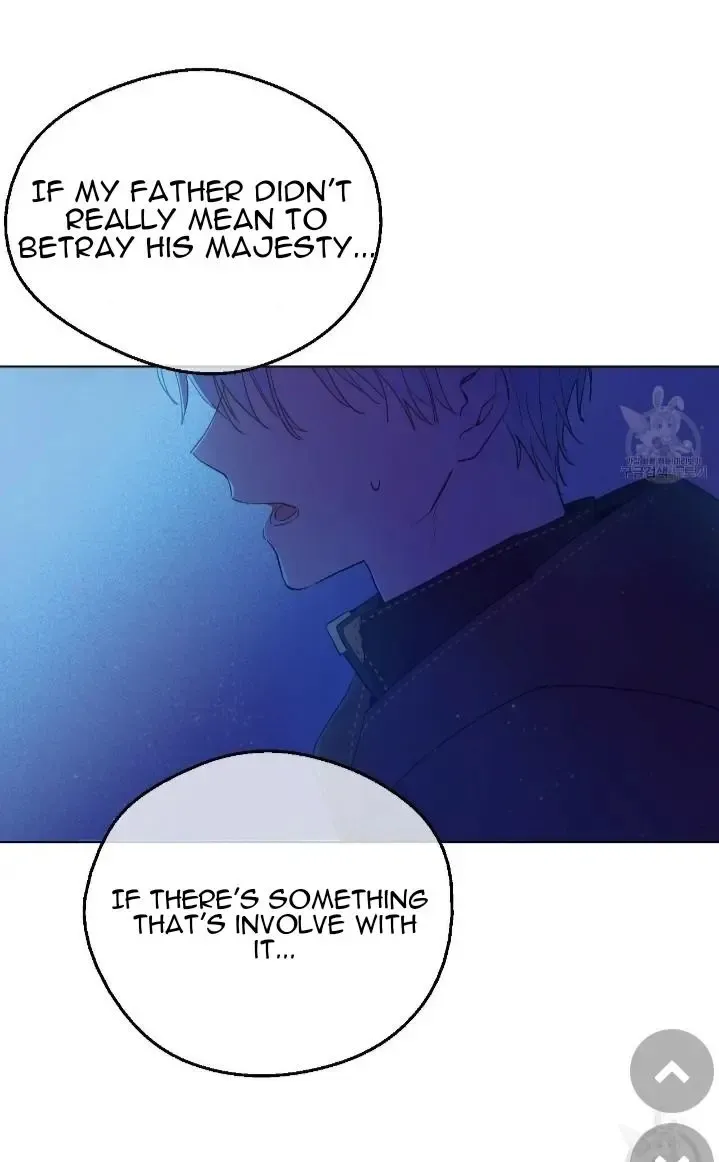 IF MY FATHER DIDN'T
REALLY MEAN TO
BETRAY HIS MAJESTY...
IF THERE'S SOMETHING
THAT'S INVOLVE WITH
IT...